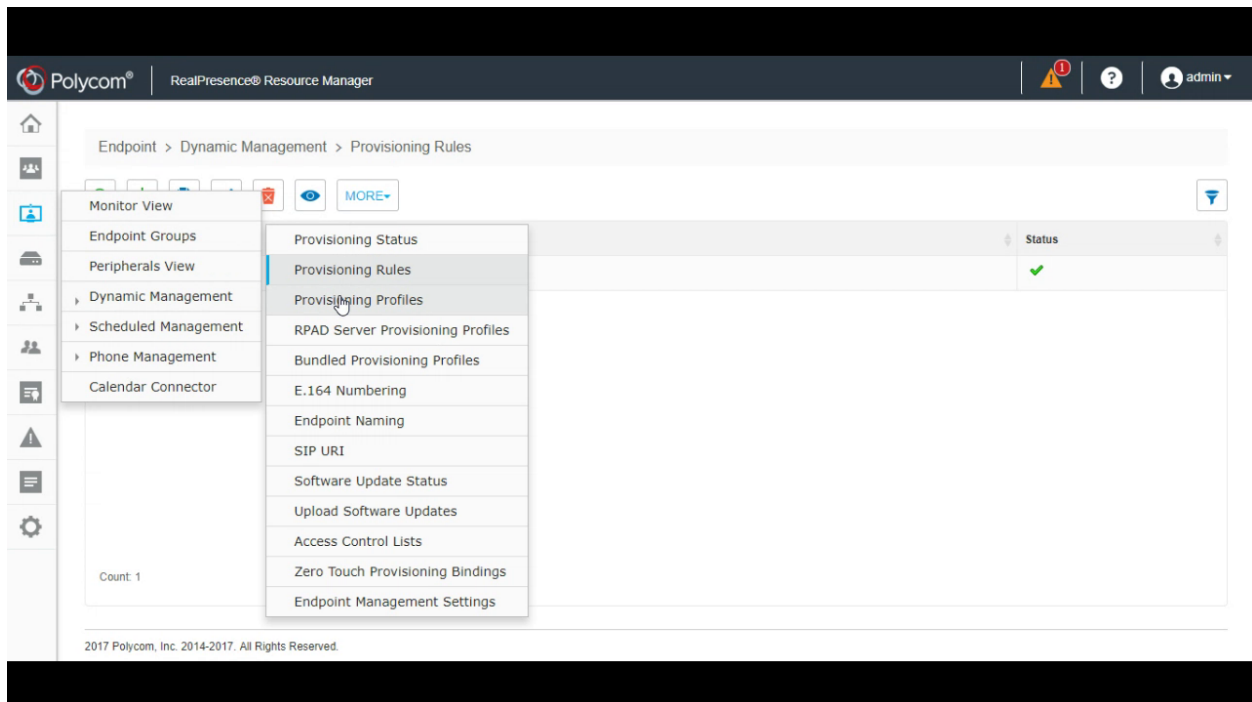 Polycom® RealPresence® Resource Manager 1 ? admin
Endpoint > Dynamic Management > Provisioning Rules
MORE
Monitor View
Endpoint Groups
Peripherals View
Dynamic Management
Scheduled Management
Phone Management
Calendar Connector
Provisioning Status
Provisioning Rules
Provisioning Profiles
RPAD Server Provisioning Profiles
Bundled Provisioning Profiles
E.164 Numbering
Endpoint Naming
SIP URI
Software Update Status
Upload Software Updates
Access Control Lists
Zero Touch Provisioning Bindings
Endpoint Management Settings
Status
Count: 1
2017 Polycom, Inc. 2014-2017. All Rights Reserved.